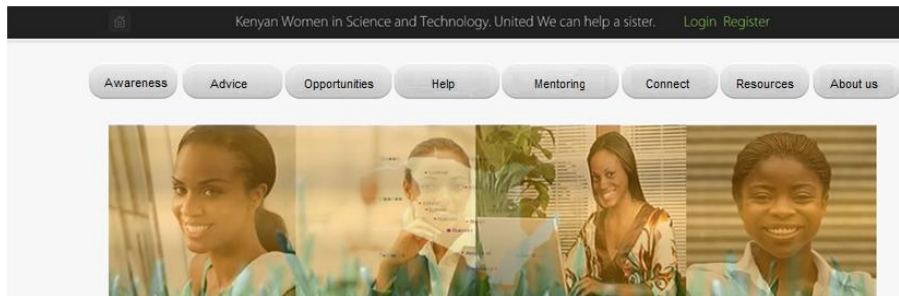 Kenyan Women in Science and Technology. United We can help a sister. Login Register
Awareness Advice Opportunities Help Mentoring Connect Resources About us